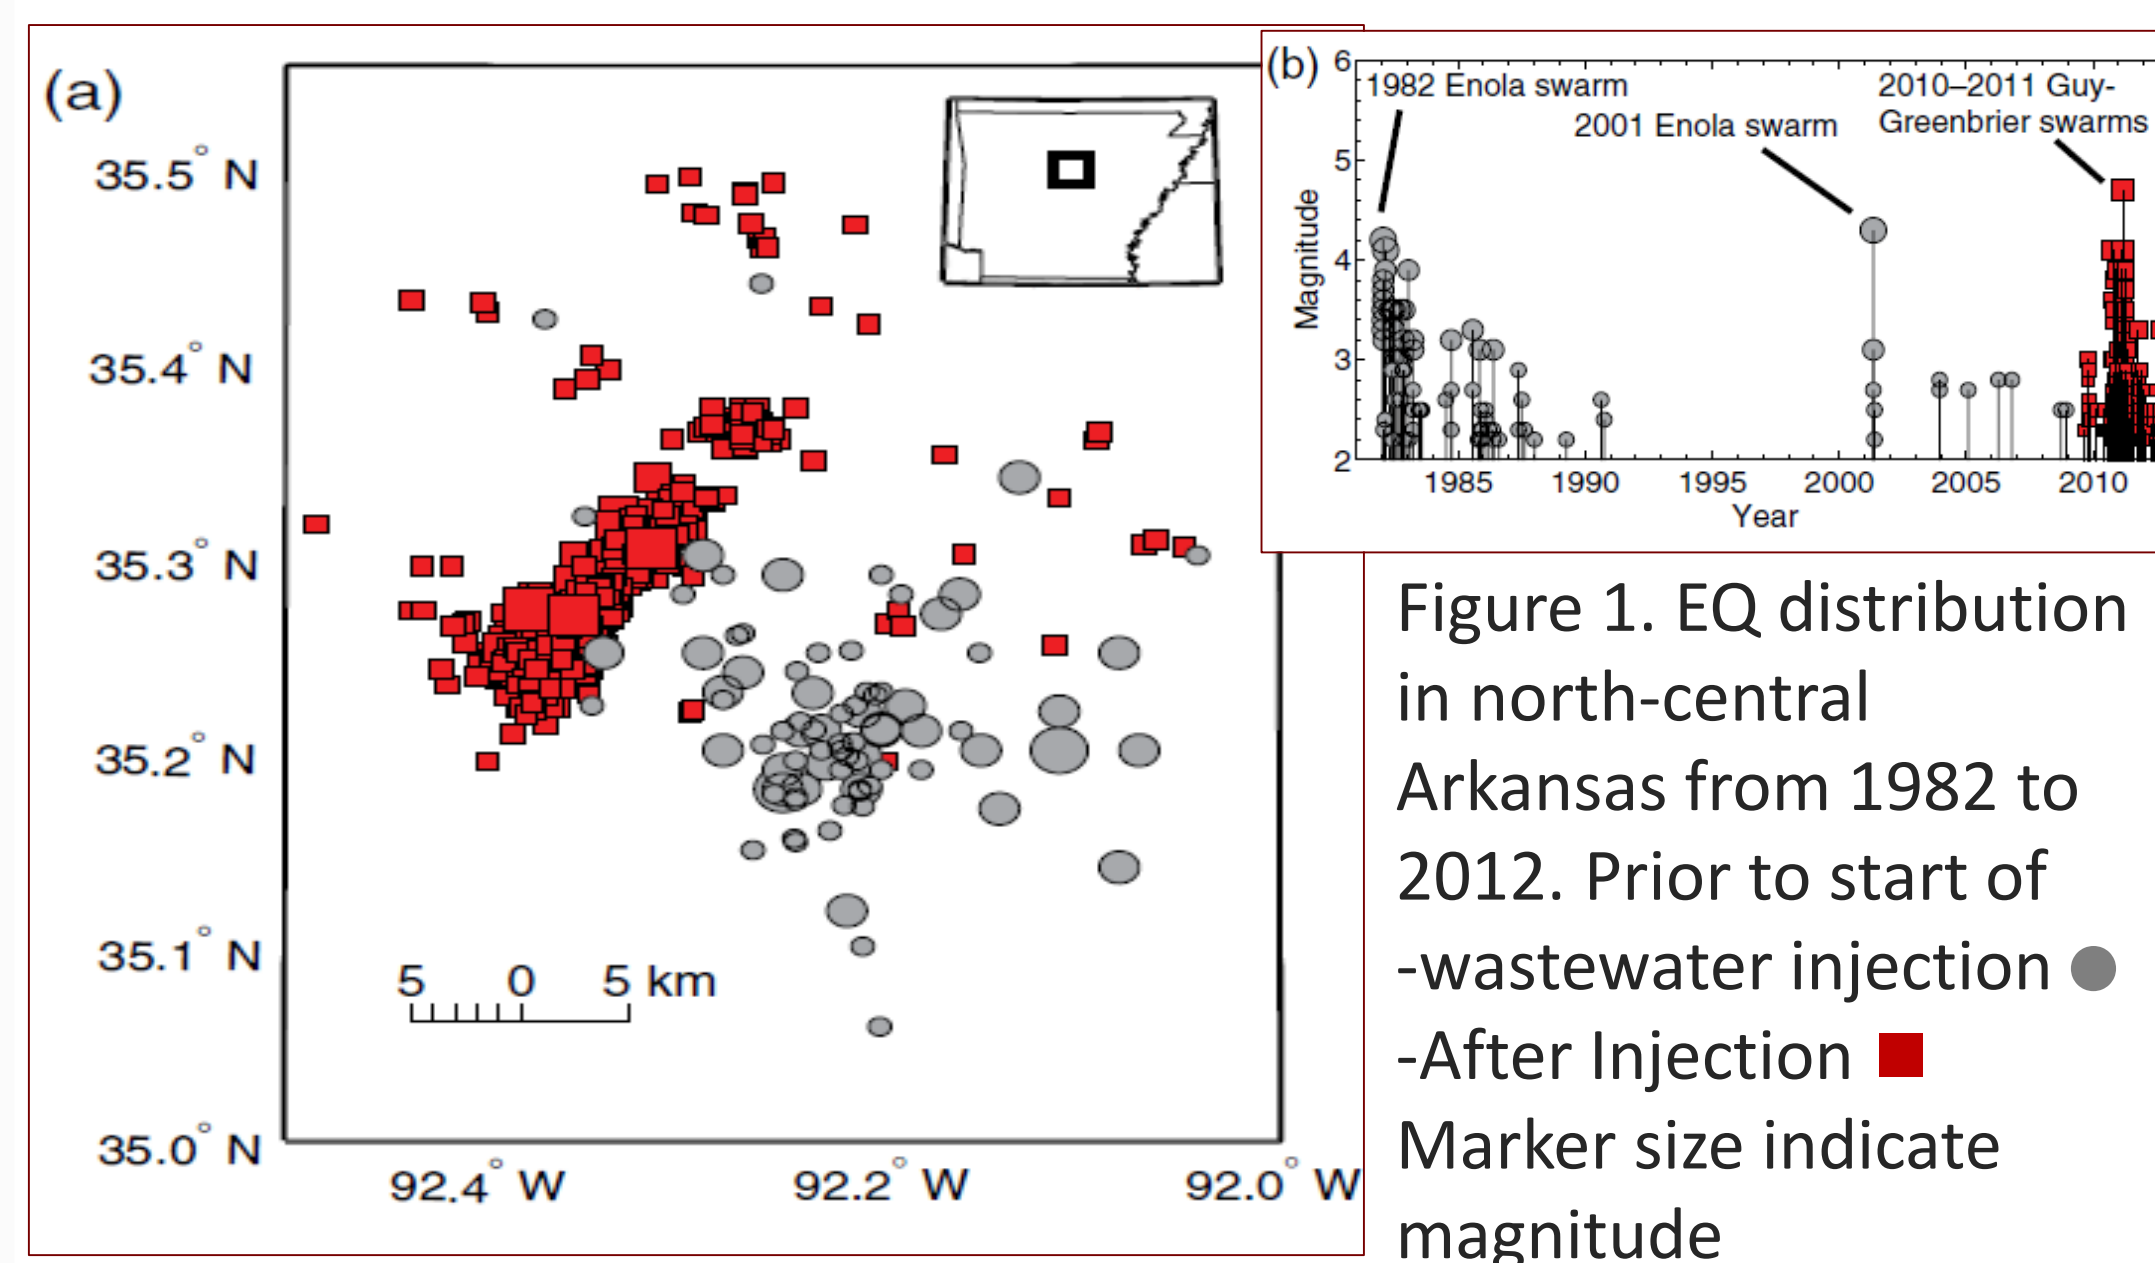 (a)
35.5° N
35.4° N
35.3° N
35.2° N
35.1° N
35.0° N
92.4° W
92.2° W
92.0° W
5 0 5 km
(b)
6
5
4
3
2
Magnitude
1982 Enola swarm
2001 Enola swarm
2010–2011 Guy-
Greenbrier swarms
1985 1990 1995 2000 2005 2010
Year
Figure 1. EQ distribution
in north-central
Arkansas from 1982 to
2012. Prior to start of
-wastewater injection
-After Injection
Marker size indicate
magnitude